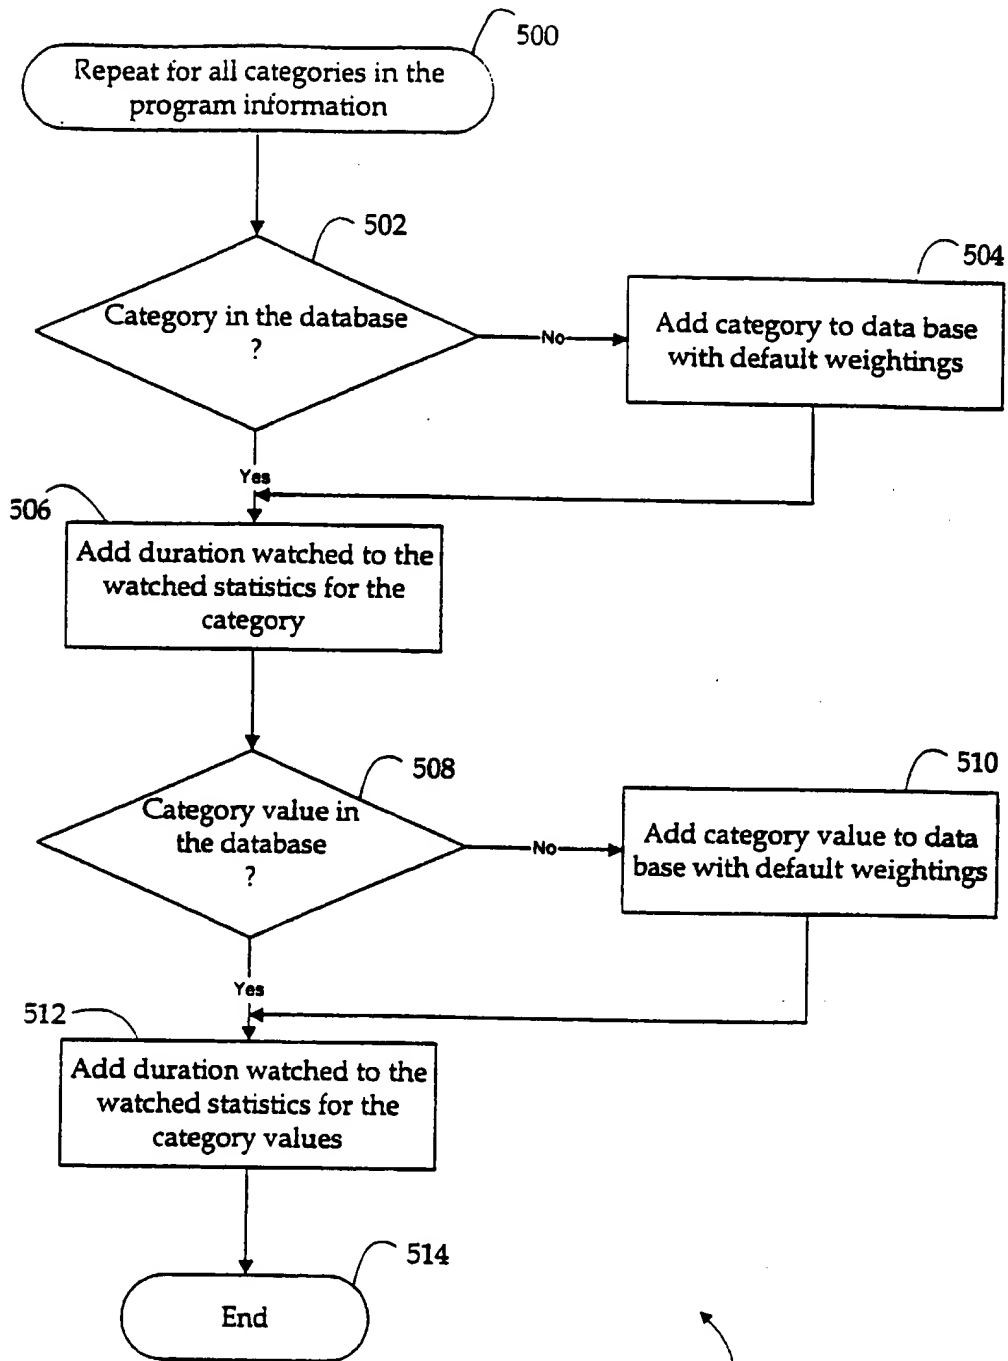 500
Repeat for all categories in the
program information
502
Category in the database
?
No
504
Add category to data base
with default weightings
Yes
506
Add duration watched to the
watched statistics for the
category
508
Category value in
the database
?
No
510
Add category value to data
base with default weightings
Yes
512
Add duration watched to the
watched statistics for the
category values
514
End